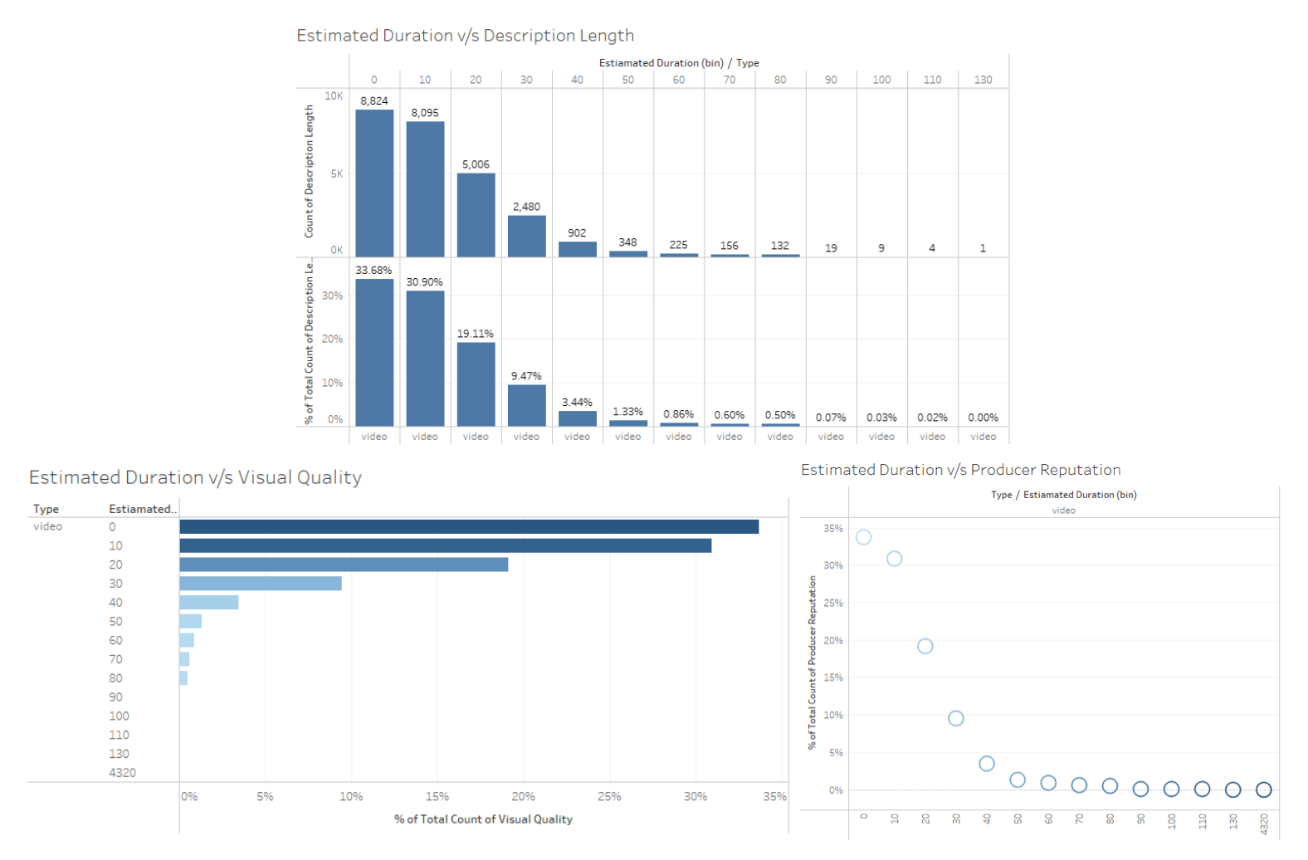 Estimated Duration v/s Description Length
Estiamated Duration (bin) / Type
0 10 20 30 40 50 60 70 80 90 100 110 130
Count of Description Length
10K
5K
0K
8,824 8,095 5,006 2,480 902 348 225 156 132 19 9 4 1
% of Total Count of Description Le..
30%
20%
10%
0%
33.68% 30.90% 19.11% 9.47% 3.44% 1.33% 0.86% 0.60% 0.50% 0.07% 0.03% 0.02% 0.00%
video video video video video video video video video video video video video
Estimated Duration v/s Visual Quality
Type Estiamated..
video 0
10
20
30
40
50
60
70
80
90
100
110
130
4320
0% 5% 10% 15% 20% 25% 30% 35%
% of Total Count of Visual Quality
Estimated Duration v/s Producer Reputation
Type / Estiamated Duration (bin)
video
% of Total Count of Producer Reputation
35%
30%
25%
20%
15%
10%
5%
0%
0 10 20 30 40 50 60 70 80 90 100 110 130 4320